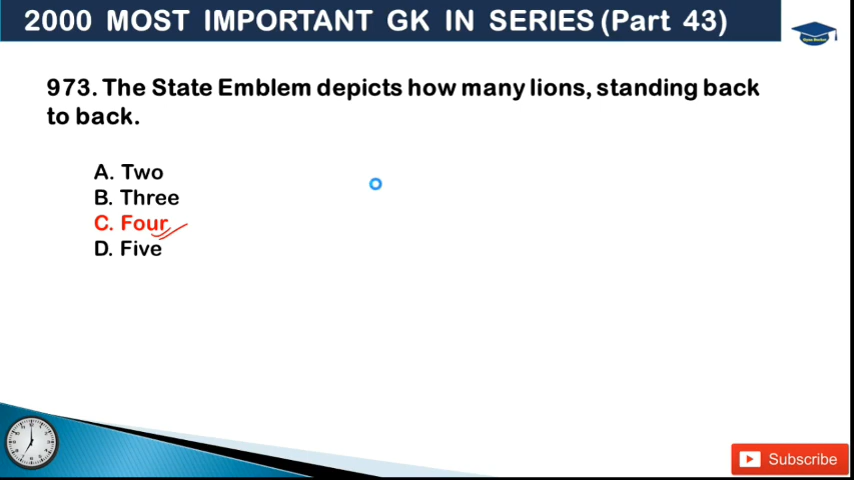 2000 MOST IMPORTANT GK IN SERIES (Part 43)
973. The State Emblem depicts how many lions, standing back
to back.
A. Two
B. Three
C. Four
D. Five
Subscribe